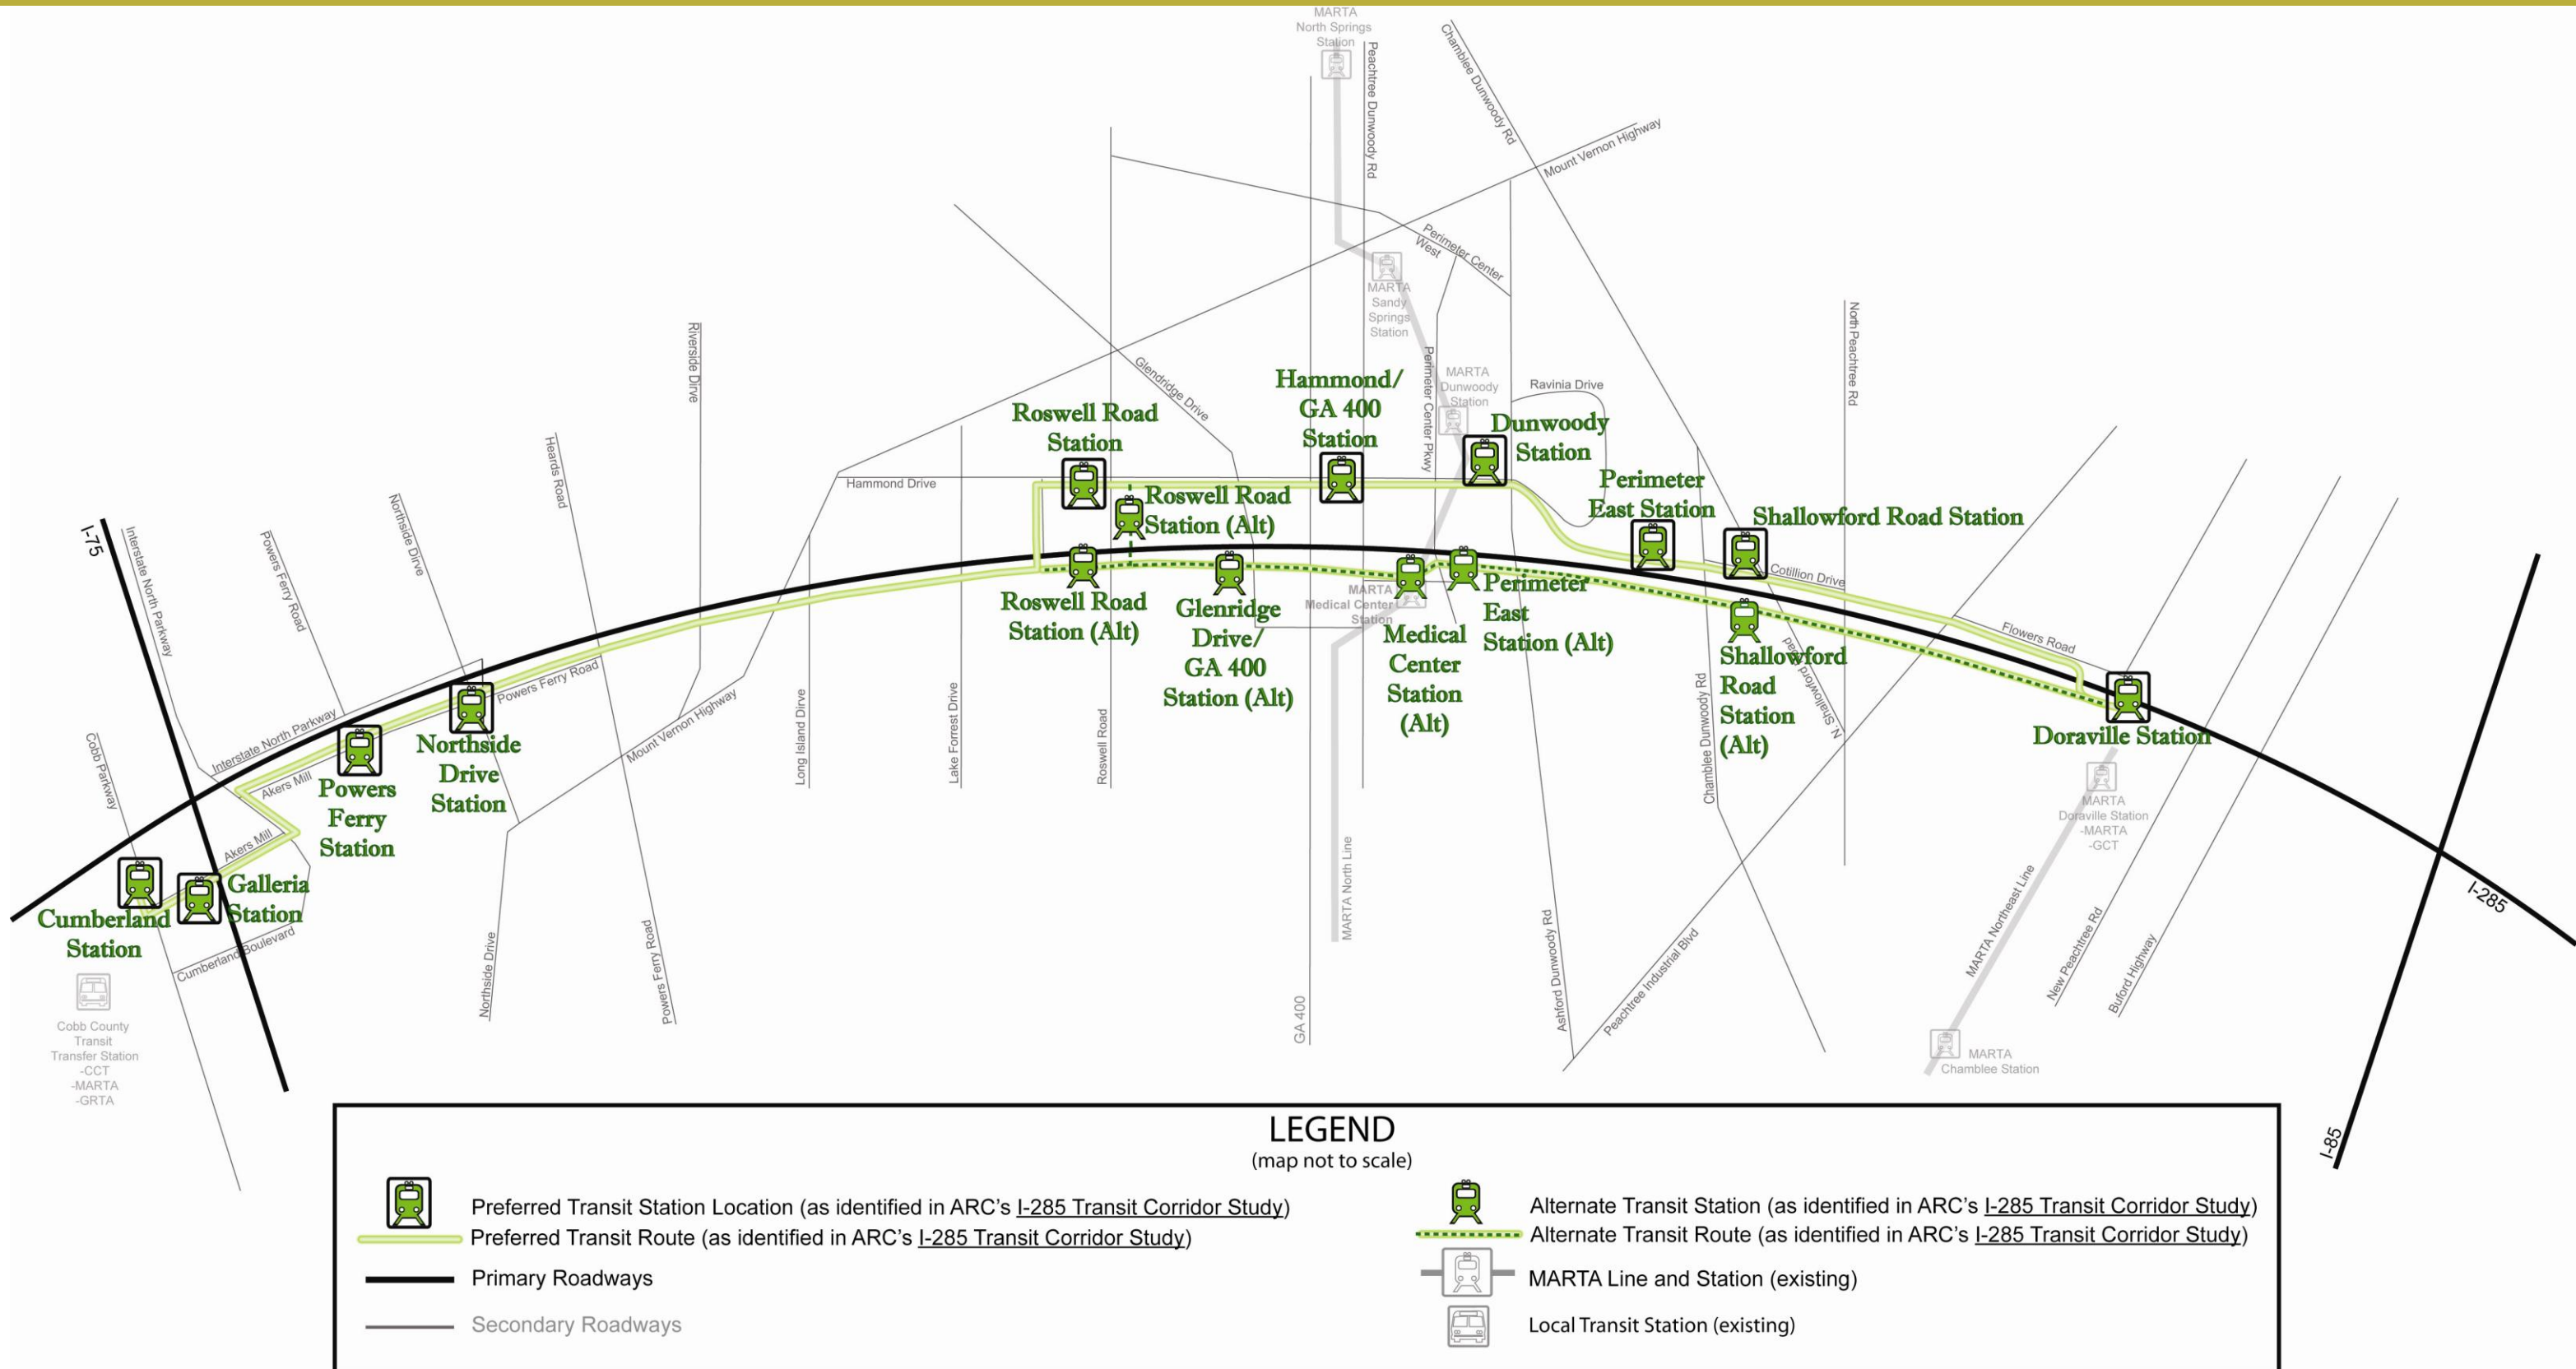 MARTA
North Springs
Station
Peachtree Dunwoody Rd
Chamblee Dunwoody Rd
Mount Vernon Highway
Perimeter Center
West
MARTA
Sandy
Springs
Station
Riverside Dirve
Glendridge Drive
Perimeter Center Pkwy
MARTA
Dunwoody
Station
Ravinia Drive
North Peachtree Rd
Hammond/
GA 400
Station
Roswell Road
Station
Dunwoody
Station
Heards Road
Hammond Drive
Roswell Road
Station (Alt)
Perimeter
East Station
Shallowford Road Station
I-75
Interstate North Parkway
Powers Ferry Road
Northside Drive
Cotillion Drive
Roswell Road
Station (Alt)
Glenridge
Drive/
GA 400
Station (Alt)
MARTA
Medical Center
Station
Medical
Center
Station
(Alt)
Perimeter
East
Station (Alt)
Shallowford
Road
Station
(Alt)
N. Shallowford Road
Flowers Road
Doraville Station
Interstate North Parkway
Powers Ferry Road
Mount Vernon Highway
Long Island Dirve
Lake Forrest Drive
Roswell Road
Chamblee Dunwoody Rd
Northside
Drive
Station
Cobb Parkway
Akers Mill
Powers
Ferry
Station
Akers Mill
MARTA
Doraville Station
-MARTA
-GCT
Galleria
Station
Cumberland
Station
Cumberland Boulevard
Northside Drive
Powers Ferry Road
MARTA North Line
GA 400
Ashford Dunwoody Rd
Peachtree Industrial Blvd
MARTA Northeast Line
New Peachtree Rd
Buford Highway
I-285
Cobb County
Transit
Transfer Station
-CCT
-MARTA
-GRTA
MARTA
Chamblee Station
I-85
LEGEND
(map not to scale)
Preferred Transit Station Location (as identified in ARC’s I-285 Transit Corridor Study)
Preferred Transit Route (as identified in ARC’s I-285 Transit Corridor Study)
Primary Roadways
Secondary Roadways
Alternate Transit Station (as identified in ARC’s I-285 Transit Corridor Study)
Alternate Transit Route (as identified in ARC’s I-285 Transit Corridor Study)
MARTA Line and Station (existing)
Local Transit Station (existing)